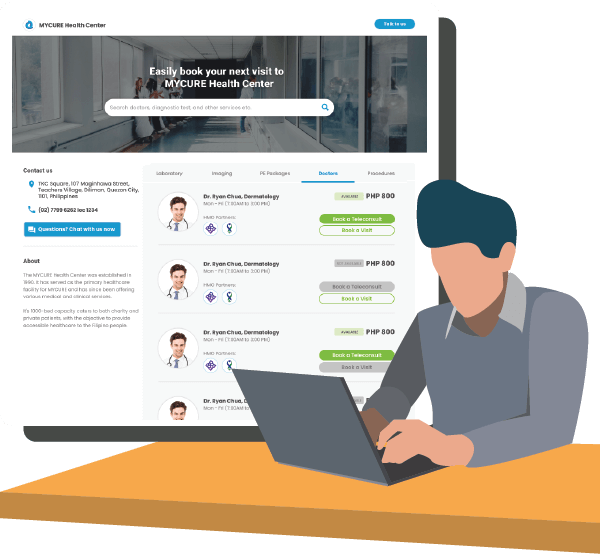 MYCURE Health Center
Talk to us
Easily book your next visit to
MYCURE Health Center
Search doctors, diagnostic test, and other services etc.
Contact us
TKC Square, 107 Maginhawa Street,
Teachers Village, Diliman, Quezon City,
1101, Philippines
(02) 7799 6262 loc 1234
Questions? Chat with us now
About
The MYCURE Health Center was established in
1990. It has served as the primary healthcare
facility for MYCURE and has since been offering
various medical and clinical services.
It's 1000-bed capacity caters to both charity and
private patients, with the objective to provide
accessible healthcare to the Filipino people.
Laboratory
Imaging
PE Packages
Doctors
Procedures
Dr. Ryan Chua, Dermatology
Mon - Fri (7:30AM to 3:00 PM)
HMO Partners:
AVAILABLE
PHP 800
Book a Teleconsult
Book a Visit
Dr. Ryan Chua, Dermatology
Mon - Fri (7:30AM to 3:00 PM)
HMO Partners:
PHP 800
Book a Teleconsult
Book a Visit
Dr. Ryan Chua, Dermatology
Mon - Fri (7:30AM to 3:00 PM)
HMO Partners:
AVAILABLE
PHP 800
Book a Teleconsult
Book a Visit
Dr. Ryan Chua, Dermatology
Mon - Fri (7:30AM to 3:00 PM)